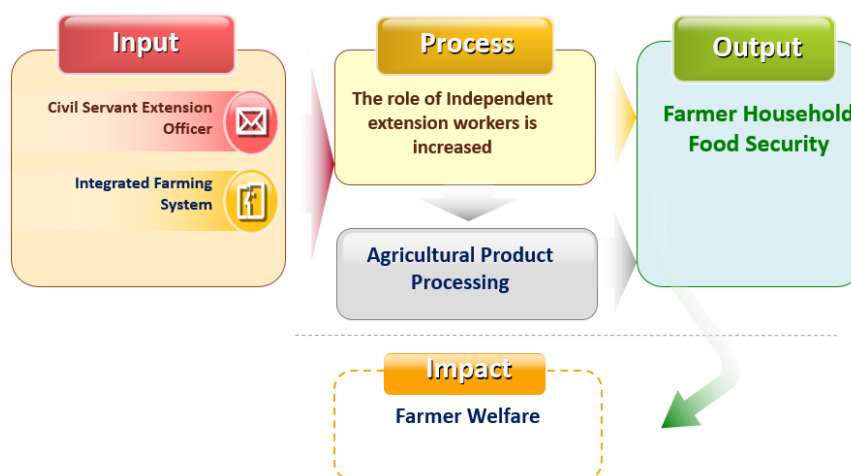 Input
Civil Servant Extension
Officer
Integrated Farming
System
Process
The role of Independent
extension workers is
increased
Agricultural Product
Processing
Output
Farmer Household
Food Security
Impact
Farmer Welfare